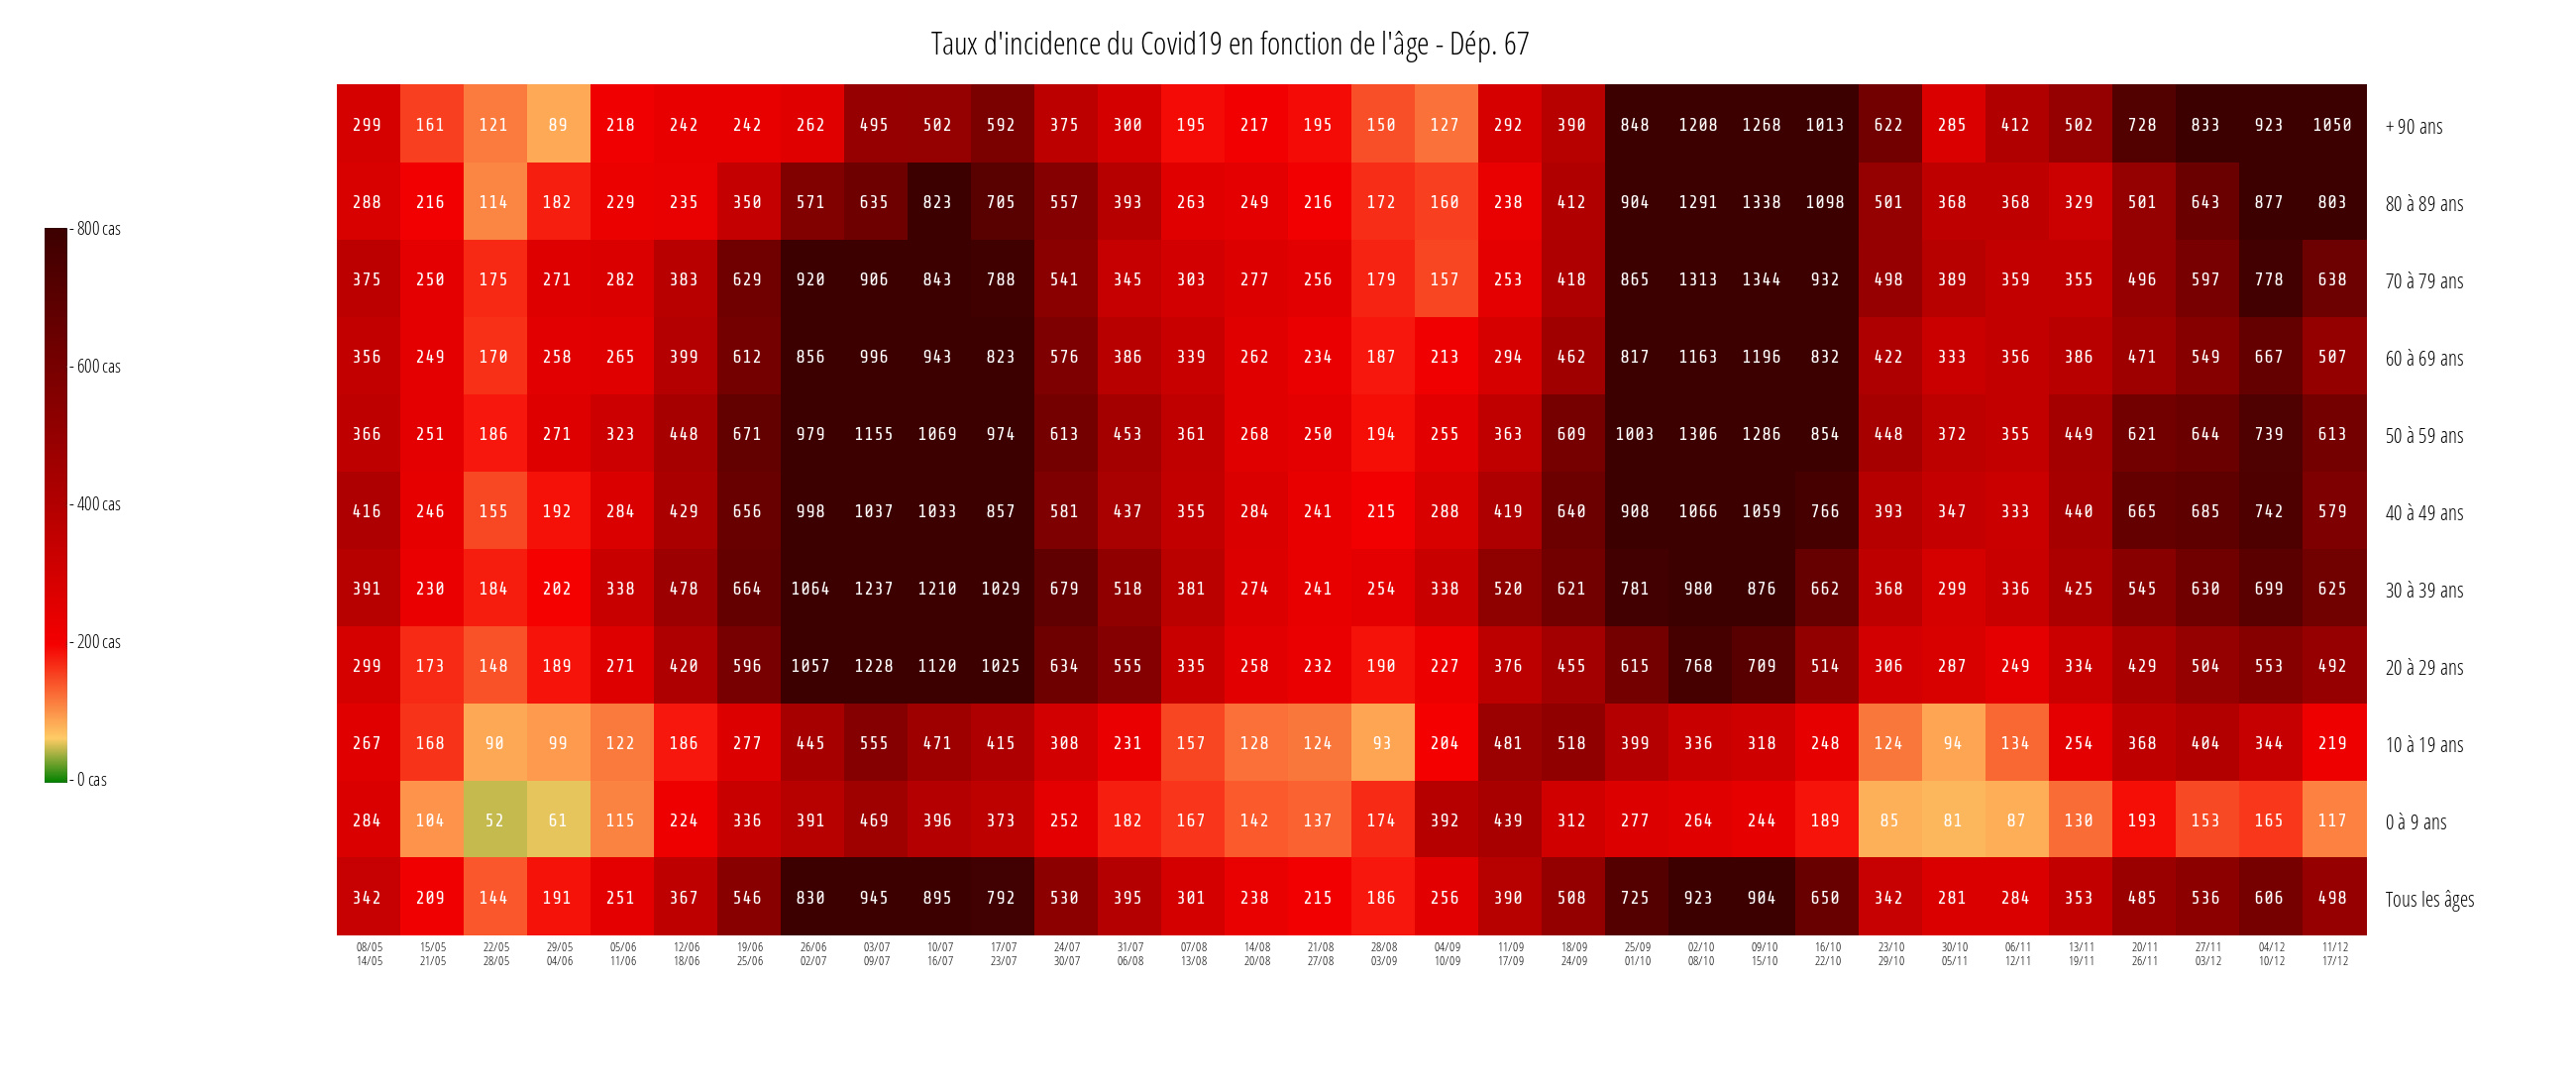 Taux d'incidence du Covid19 en fonction de l'âge - Dép. 67
- 800 cas
- 600 cas
- 400 cas
- 200 cas
- 0 cas
299 161 121 89 218 242 242 262 495 502 592 375 300 195 217 195 150 127 292 390 848 1208 1268 1013 622 285 412 502 728 833 923 1050 + 90 ans
288 216 114 182 229 235 350 571 635 823 705 557 393 263 249 216 172 160 238 412 904 1291 1338 1098 501 368 368 329 501 643 877 803 80 à 89 ans
375 250 175 271 282 383 629 920 906 843 788 541 345 303 277 256 179 157 253 418 865 1313 1344 932 498 389 359 355 496 597 778 638 70 à 79 ans
356 249 170 258 265 399 612 856 996 943 823 576 386 339 262 234 187 213 294 462 817 1163 1196 832 422 333 356 386 471 549 667 507 60 à 69 ans
366 251 186 271 323 448 671 979 1155 1069 974 613 453 361 268 250 194 255 363 609 1003 1306 1286 854 448 372 355 449 621 644 739 613 50 à 59 ans
416 246 155 192 284 429 656 998 1037 1033 857 581 437 355 284 241 215 288 419 640 908 1066 1059 766 393 347 333 440 665 685 742 579 40 à 49 ans
391 230 184 202 338 478 664 1064 1237 1210 1029 679 518 381 274 241 254 338 520 621 781 980 876 662 368 299 336 425 545 630 699 625 30 à 39 ans
299 173 148 189 271 420 596 1057 1228 1120 1025 634 555 335 258 232 190 227 376 455 615 768 709 514 306 287 249 334 429 504 553 492 20 à 29 ans
267 168 90 99 122 186 277 445 555 471 415 308 231 157 128 124 93 204 481 518 399 336 318 248 124 94 134 254 368 404 344 219 10 à 19 ans
284 104 52 61 115 224 336 391 469 396 373 252 182 167 142 137 174 392 439 312 277 264 244 189 85 81 87 130 193 153 165 117 0 à 9 ans
342 209 144 191 251 367 546 830 945 895 792 530 395 301 238 215 186 256 390 508 725 923 904 650 342 281 284 353 485 536 606 498 Tous les âges
08/05 15/05 22/05 29/05 05/06 12/06 19/06 26/06 03/07 10/07 17/07 24/07 31/07 07/08 14/08 21/08 28/08 04/09 11/09 18/09 25/09 02/10 09/10 16/10 23/10 30/10 06/11 13/11 20/11 27/11 04/12 11/12
14/05 21/05 28/05 04/06 11/06 18/06 25/06 02/07 09/07 16/07 23/07 30/07 06/08 13/08 20/08 27/08 03/09 10/09 17/09 24/09 01/10 08/10 15/10 22/10 29/10 05/11 12/11 19/11 26/11 03/12 10/12 17/12